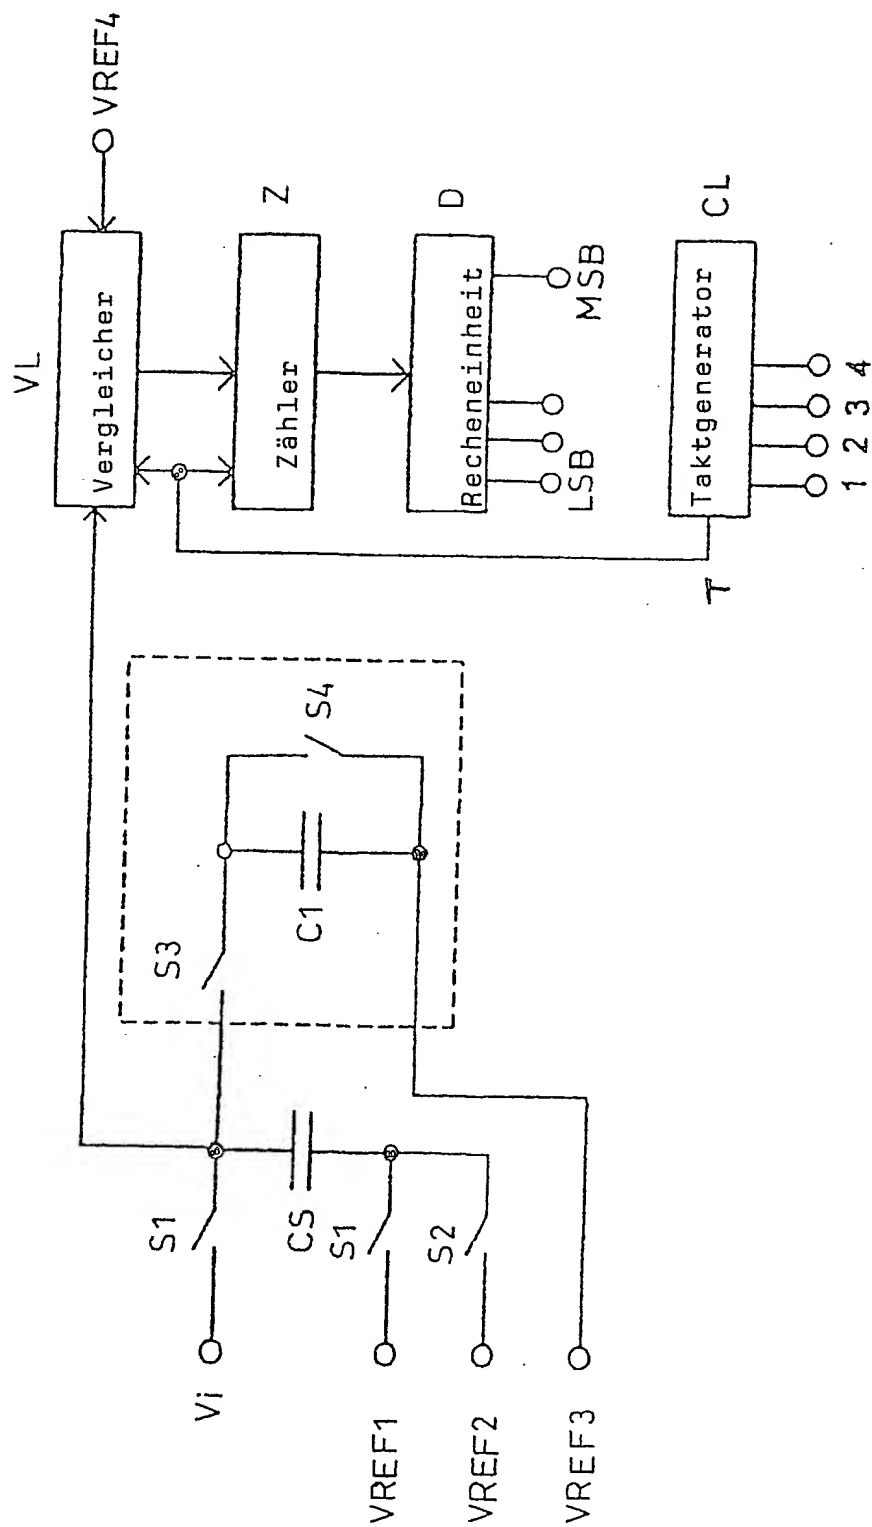 VL
Vergleicher
VREF4
Zähler
Z
Recheneinheit
D
LSB
MSB
Taktgenerator
CL
T
1 2 3 4
S3
C1
S4
S1
CS
S1
S2
Vi
VREF1
VREF2
VREF3